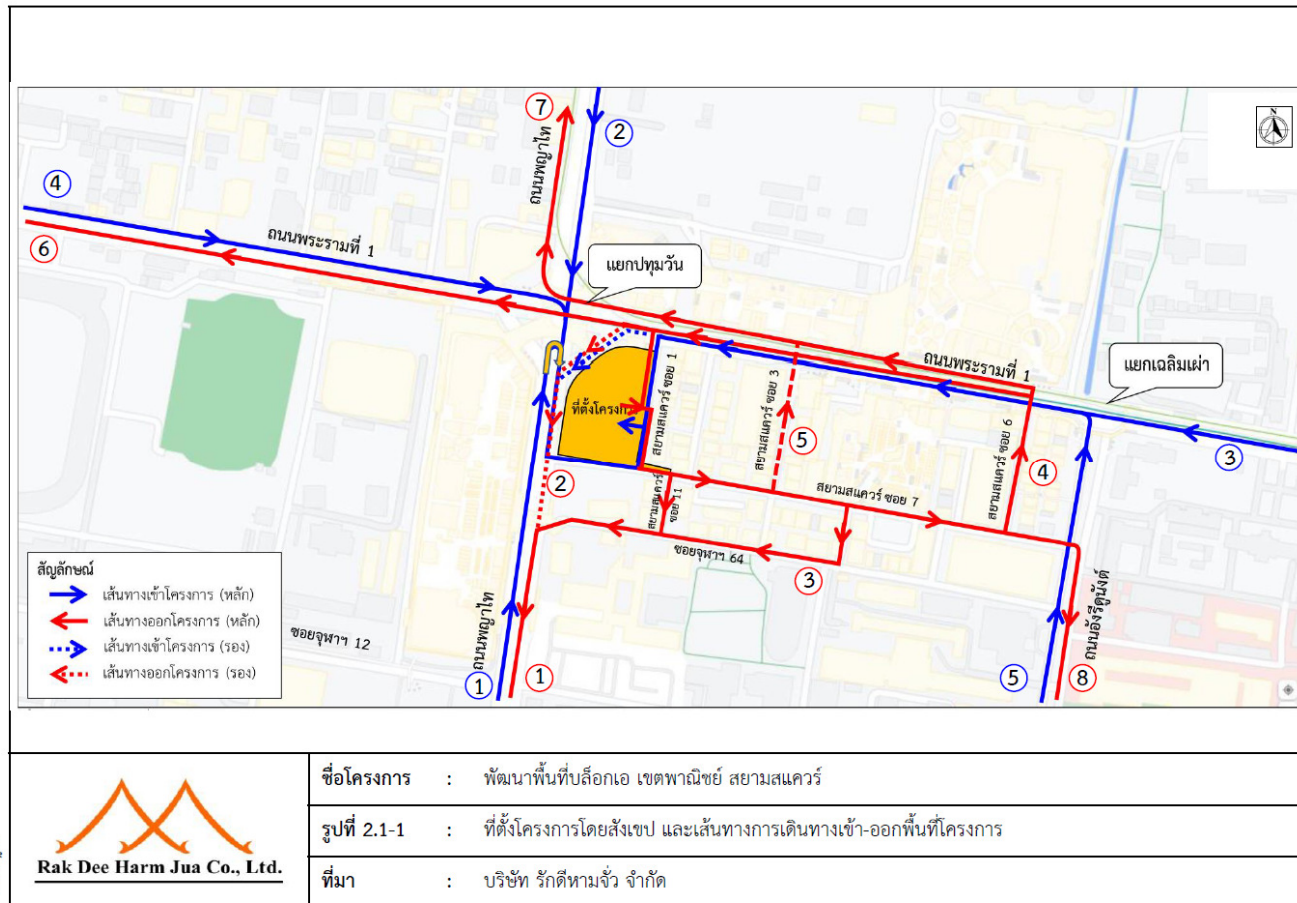 7
2
N
ถนนพญาไท
4
6
ถนนพระรามที่ 1
แยกปทุมวัน
ถนนพระรามที่ 1
แยกเฉลิมเผ่า
3
ที่ตั้งโครงการ
สยามสแควร์ ซอย 1
สยามสแควร์ ซอย 3
5
สยามสแควร์ ซอย 6
4
2
สยามสแควร์
ซอย 11
สยามสแควร์ ซอย 7
ซอยจุฬาฯ 64
3
ถนนอังรีดูนังต์
ถนนพญาไท
ซอยจุฬาฯ 12
1
1
5
8
สัญลักษณ์
เส้นทางเข้าโครงการ (หลัก)
เส้นทางออกโครงการ (หลัก)
เส้นทางเข้าโครงการ (รอง)
เส้นทางออกโครงการ (รอง)
Rak Dee Harm Jua Co., Ltd.
ชื่อโครงการ : พัฒนาพื้นที่บล็อกเอ เขตพาณิชย์ สยามสแควร์
รูปที่ 2.1-1 : ที่ตั้งโครงการโดยสังเขป และเส้นทางการเดินทางเข้า-ออกพื้นที่โครงการ
ที่มา : บริษัท รักดีหามจั่ว จำกัด